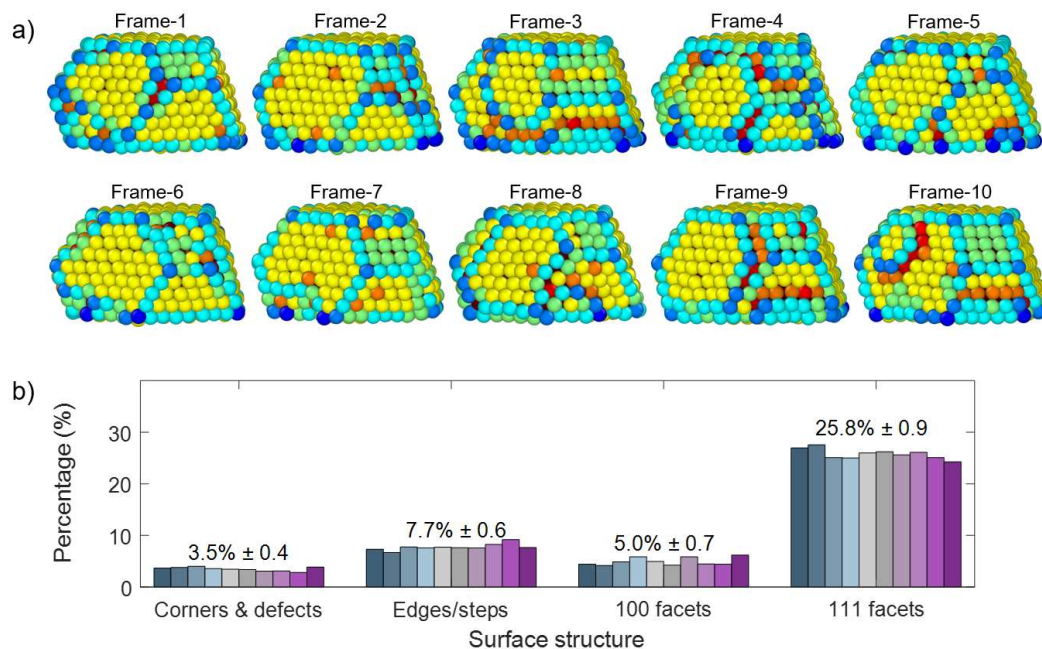 a)
Frame-1 Frame-2 Frame-3 Frame-4 Frame-5
Frame-6 Frame-7 Frame-8 Frame-9 Frame-10
b)
Percentage (%)
30
20
10
0
3.5% ± 0.4
7.7% ± 0.6
5.0% ± 0.7
25.8% ± 0.9
Corners & defects Edges/steps 100 facets 111 facets
Surface structure